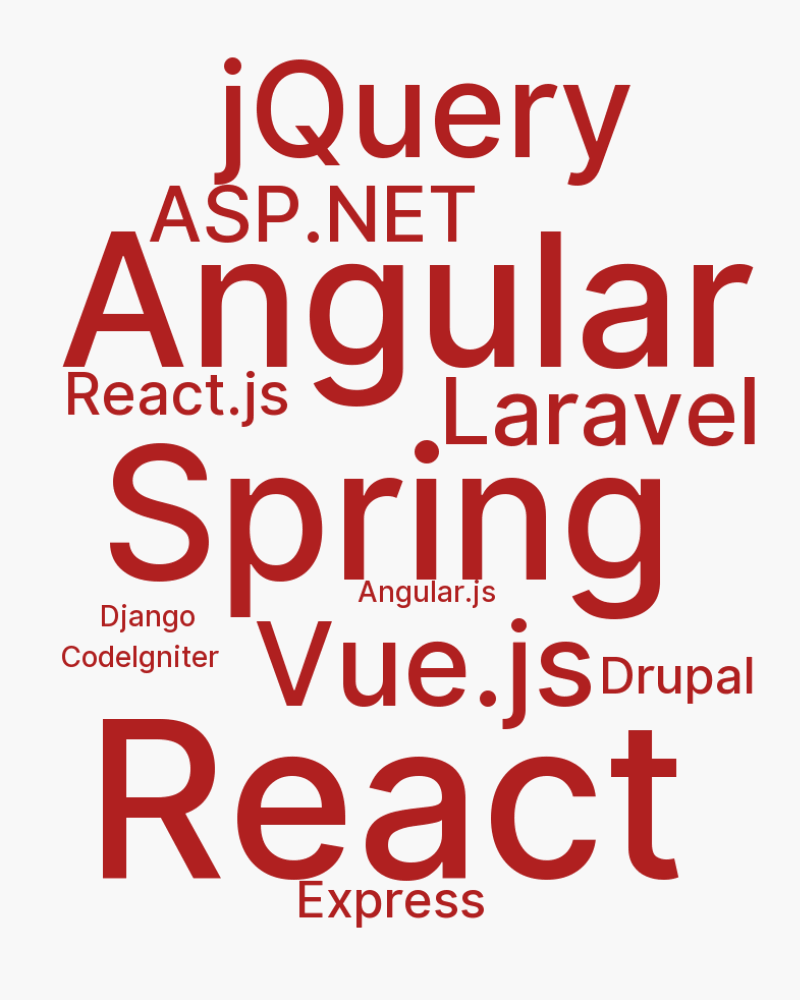 jQuery
ASP.NET
Angular
React.js
Laravel
Spring
Angular.js
Django
Vue.js
CodeIgniter
Drupal
React
Express